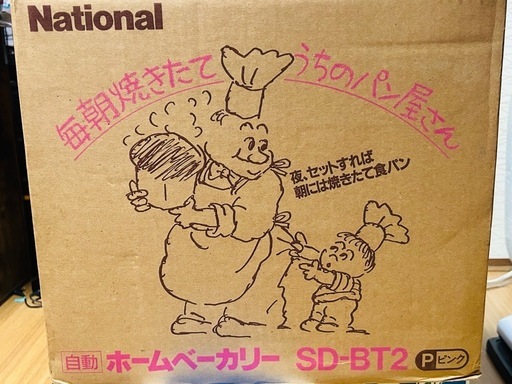 National
毎朝焼きたて うちのパン屋さん
夜、セットすれば
朝には焼きたて食パン
自動 ホームベーカリー SD-BT2 Pピンク